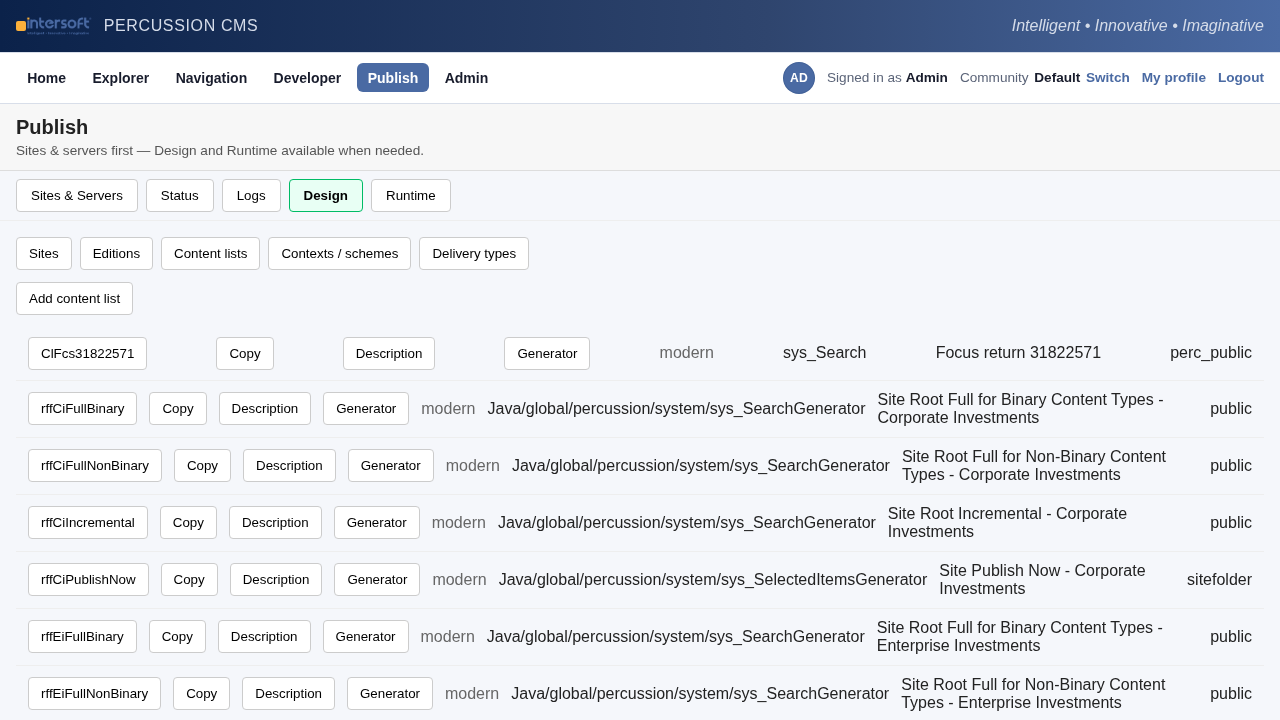 intersoft
PERCUSSION CMS
Intelligent • Innovative • Imaginative
Home Explorer Navigation Developer Publish Admin
AD Signed in as Admin Community Default Switch My profile Logout
Publish
Sites & servers first — Design and Runtime available when needed.
Sites & Servers Status Logs Design Runtime
Sites Editions Content lists Contexts / schemes Delivery types
Add content list
ClFcs31822571 Copy Description Generator modern sys_Search Focus return 31822571 perc_public
rffCiFullBinary Copy Description Generator modern Java/global/percussion/system/sys_SearchGenerator Site Root Full for Binary Content Types -
Corporate Investments public
rffCiFullNonBinary Copy Description Generator modern Java/global/percussion/system/sys_SearchGenerator Site Root Full for Non-Binary Content
Types - Corporate Investments public
rffCiIncremental Copy Description Generator modern Java/global/percussion/system/sys_SearchGenerator Site Root Incremental - Corporate
Investments public
rffCiPublishNow Copy Description Generator modern Java/global/percussion/system/sys_SelectedItemsGenerator Site Publish Now - Corporate
Investments sitefolder
rffEiFullBinary Copy Description Generator modern Java/global/percussion/system/sys_SearchGenerator Site Root Full for Binary Content Types -
Enterprise Investments public
rffEiFullNonBinary Copy Description Generator modern Java/global/percussion/system/sys_SearchGenerator Site Root Full for Non-Binary Content
Types - Enterprise Investments public